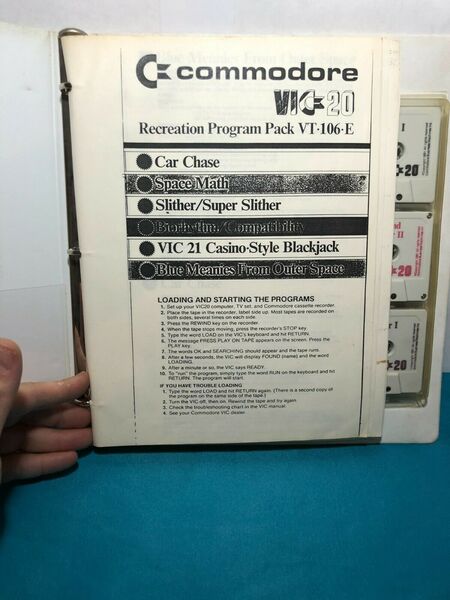 commodore
VIC-20
Recreation Program Pack VT-106-E
Car Chase
Space Math
Slither/Super Slither
Biorhythm/Compatibility
VIC 21 Casino-Style Blackjack
Blue Meanies From Outer Space
LOADING AND STARTING THE PROGRAMS
1. Set up your VIC20 computer, TV set, and Commodore cassette recorder.
2. Place the tape in the recorder, label side up. Most tapes are recorded on
both sides, several times on each side.
3. Press the REWIND key on the recorder.
4. When the tape stops moving, press the recorder's STOP key.
5. Type the word LOAD on the VIC's keyboard and hit RETURN.
6. The message PRESS PLAY ON TAPE appears on the screen. Press the
PLAY key.
7. The words OK and SEARCHING should appear and the tape runs.
8. After a few seconds, the VIC will display FOUND (name) and the word
LOADING.
9. After a minute or so, the VIC says READY.
10. To "run" the program, simply type the word RUN on the keyboard and hit
RETURN. The program will start.
IF YOU HAVE TROUBLE LOADING
1. Type the word LOAD and hit RETURN again. (There is a second copy of
the program on the same side of the tape.)
2. Turn the VIC off, then on. Rewind the tape and try again.
3. Check the troubleshooting chart in the VIC manual.
4. See your Commodore VIC dealer.
I
20
II
20
I
20